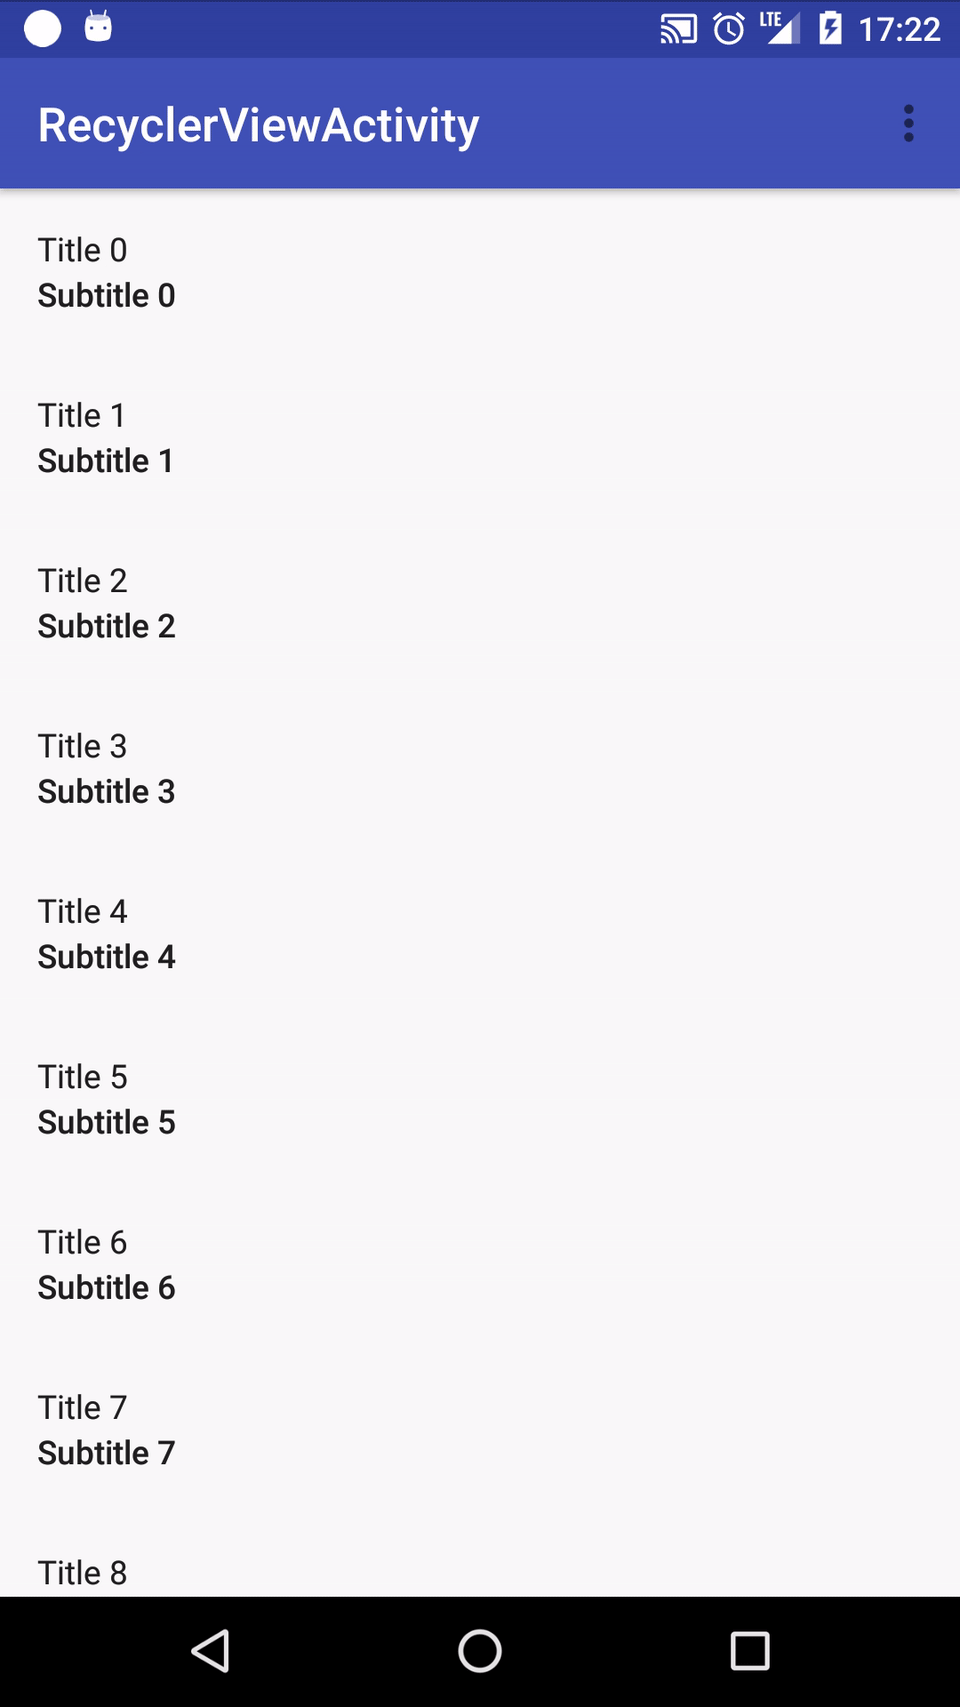 LTE 17:22
RecyclerViewActivity
Title 0
Subtitle 0
Title 1
Subtitle 1
Title 2
Subtitle 2
Title 3
Subtitle 3
Title 4
Subtitle 4
Title 5
Subtitle 5
Title 6
Subtitle 6
Title 7
Subtitle 7
Title 8